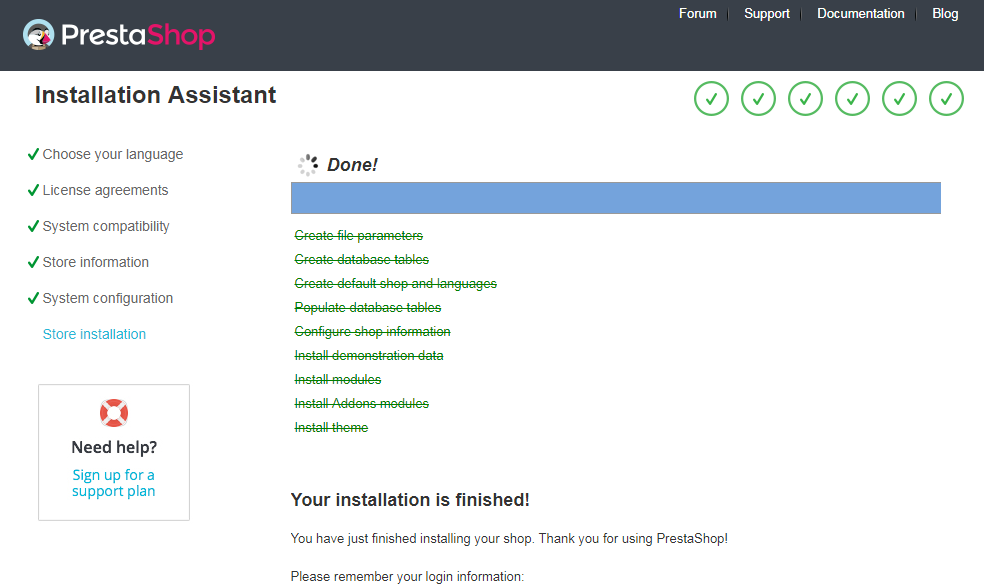 PrestaShop
Forum Support Documentation Blog
Installation Assistant
Choose your language
License agreements
System compatibility
Store information
System configuration
Store installation
Need help?
Sign up for a
support plan
Done!
Create file parameters
Create database tables
Create default shop and languages
Populate database tables
Configure shop information
Install demonstration data
Install modules
Install Addons modules
Install theme
Your installation is finished!
You have just finished installing your shop. Thank you for using PrestaShop!
Please remember your login information: